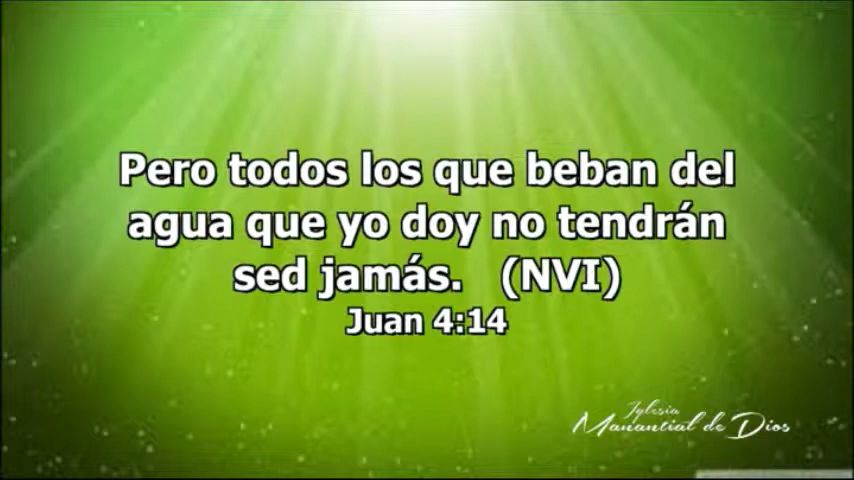 Pero todos los que beban del
agua que yo doy no tendrán
sed jamás. (NVI)
Juan 4:14
Iglesia
Manantial de Dios